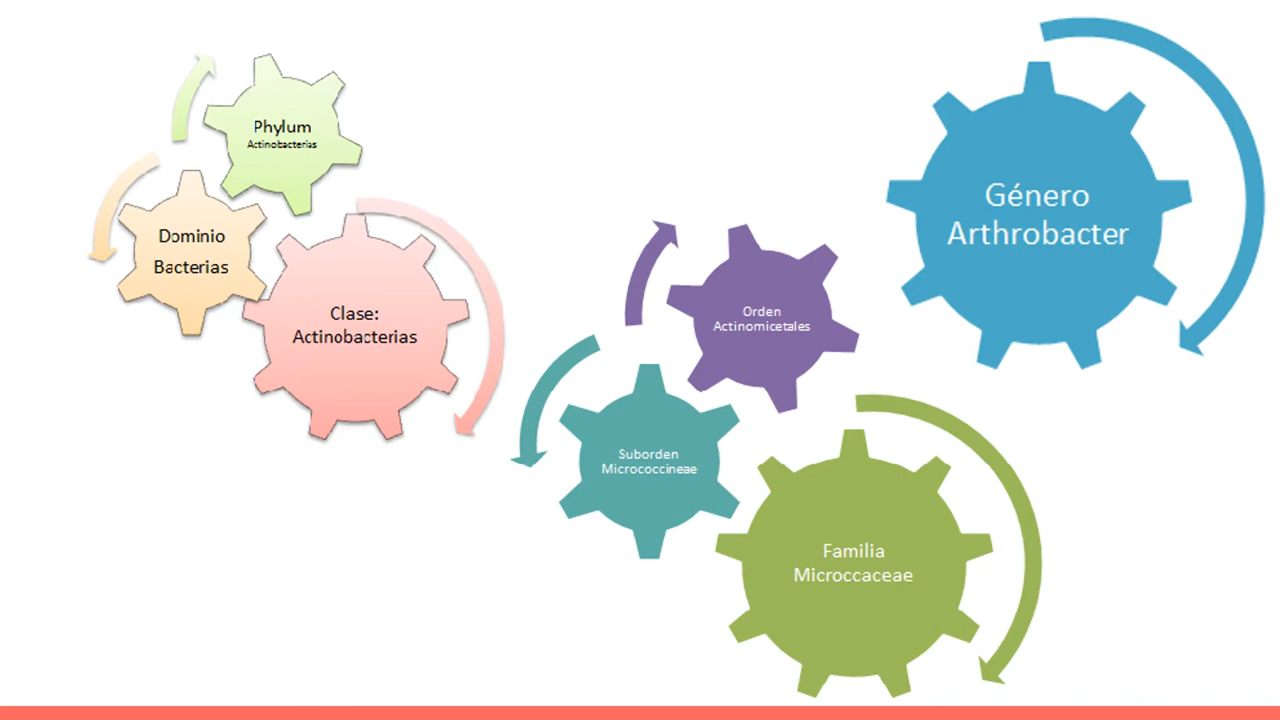 Phylum
Actinobacterias
Dominio
Bacterias
Clase:
Actinobacterias
Orden
Actinomicetales
Suborden
Micrococcineae
Familia
Microccaceae
Género
Arthrobacter